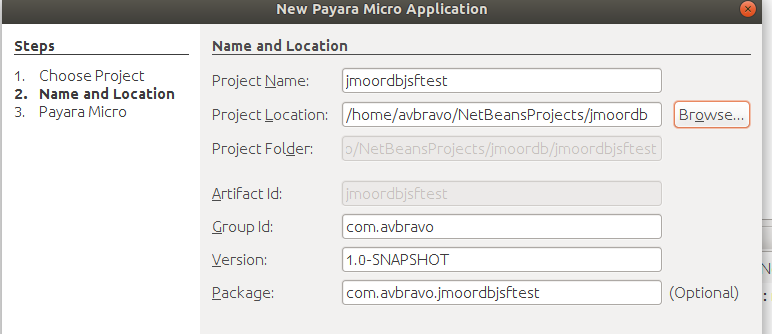 New Payara Micro Application
Steps
1. Choose Project
2. Name and Location
3. Payara Micro
Name and Location
Project Name: jmoordbjsftest
Project Location: /home/avbravo/NetBeansProjects/jmoordb Browse...
Project Folder: o/NetBeansProjects/jmoordb/jmoordbjsftest
Artifact Id: jmoordbjsftest
Group Id: com.avbravo
Version: 1.0-SNAPSHOT
Package: com.avbravo.jmoordbjsftest (Optional)